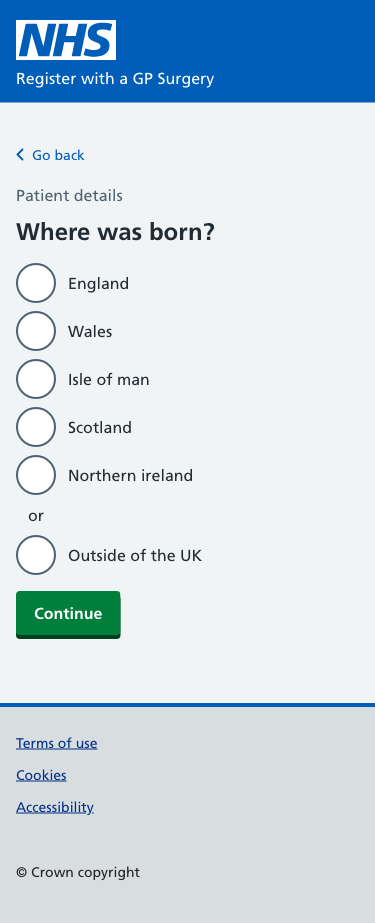 NHS
Register with a GP Surgery
Go back
Patient details
Where was born?
England
Wales
Isle of man
Scotland
Northern ireland
or
Outside of the UK
Continue
Terms of use
Cookies
Accessibility
© Crown copyright